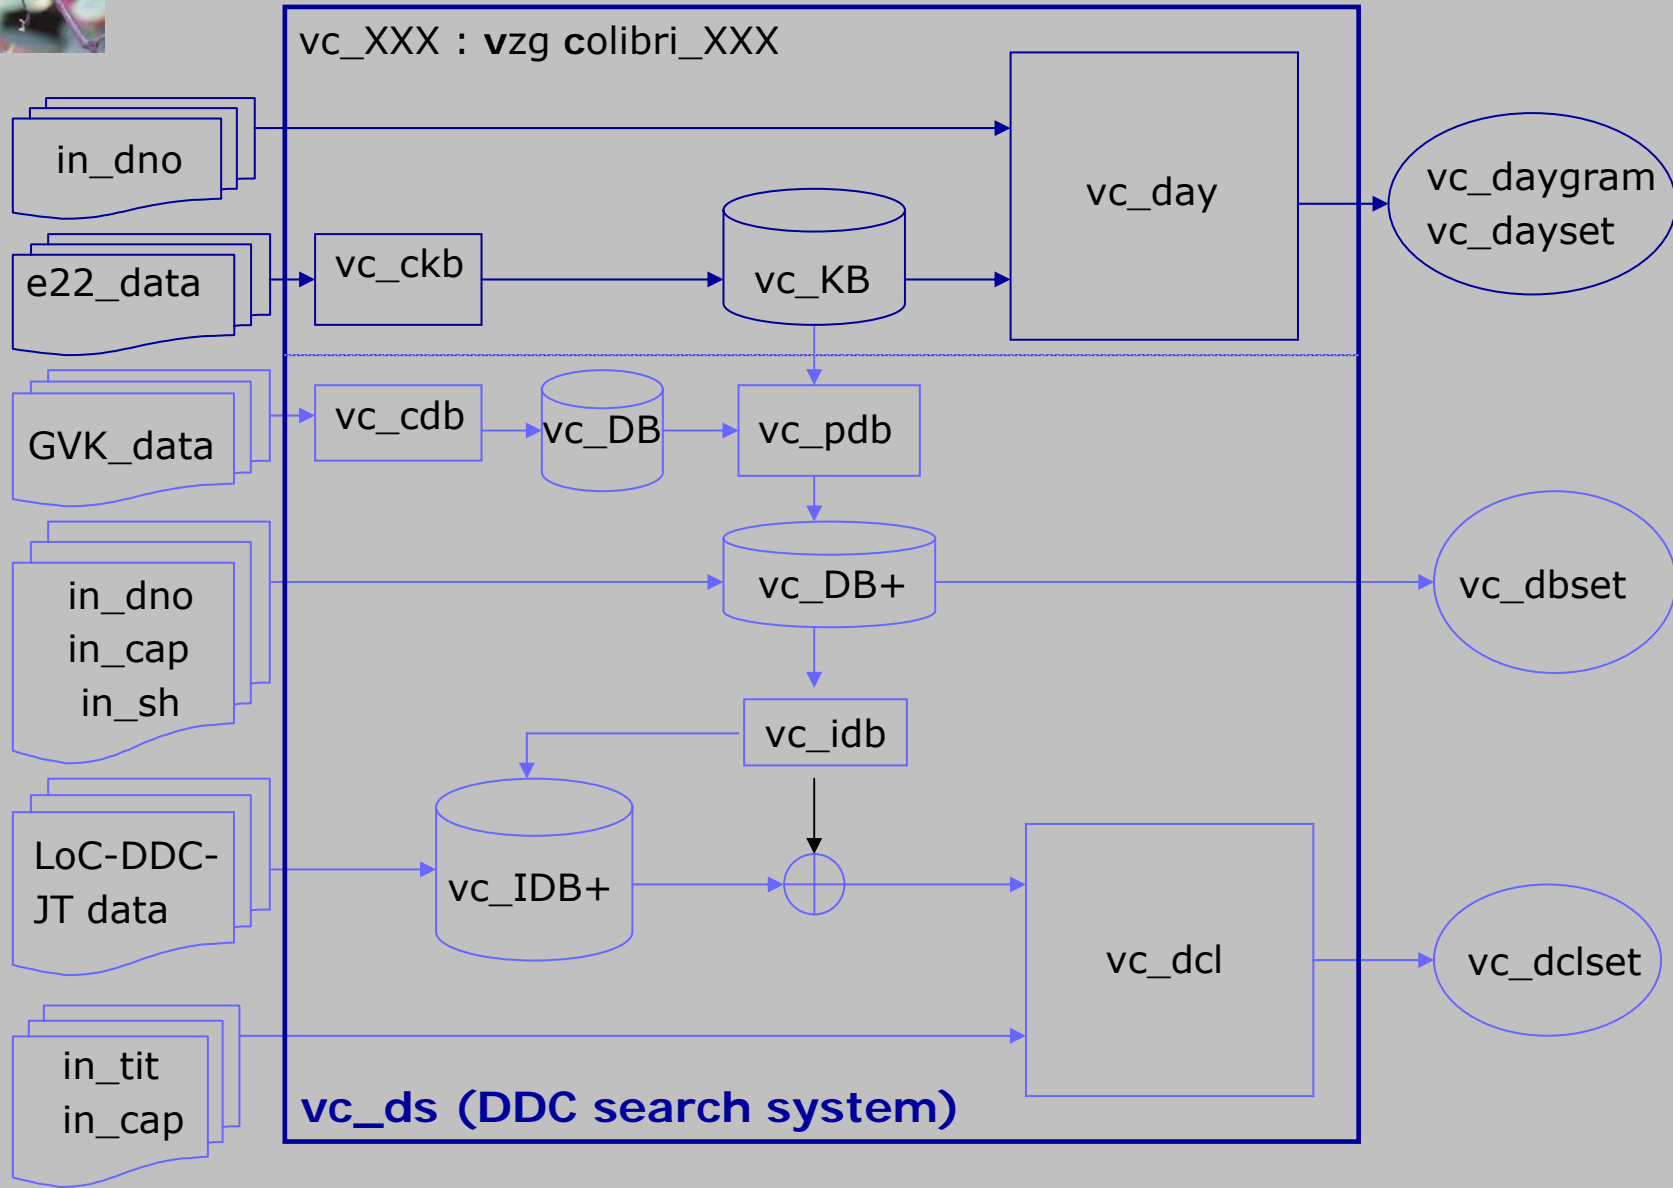 vc_XXX : vzg colibri_XXX
in_dno
vc_day
vc_daygram
vc_dayset
e22_data
vc_ckb
vc_KB
GVK_data
vc_cdb
vc_DB
vc_pdb
in_dno
in_cap
in_sh
vc_DB+
vc_dbset
vc_idb
LoC-DDC-
JT data
vc_IDB+
vc_dcl
vc_dclset
in_tit
in_cap
vc_ds (DDC search system)